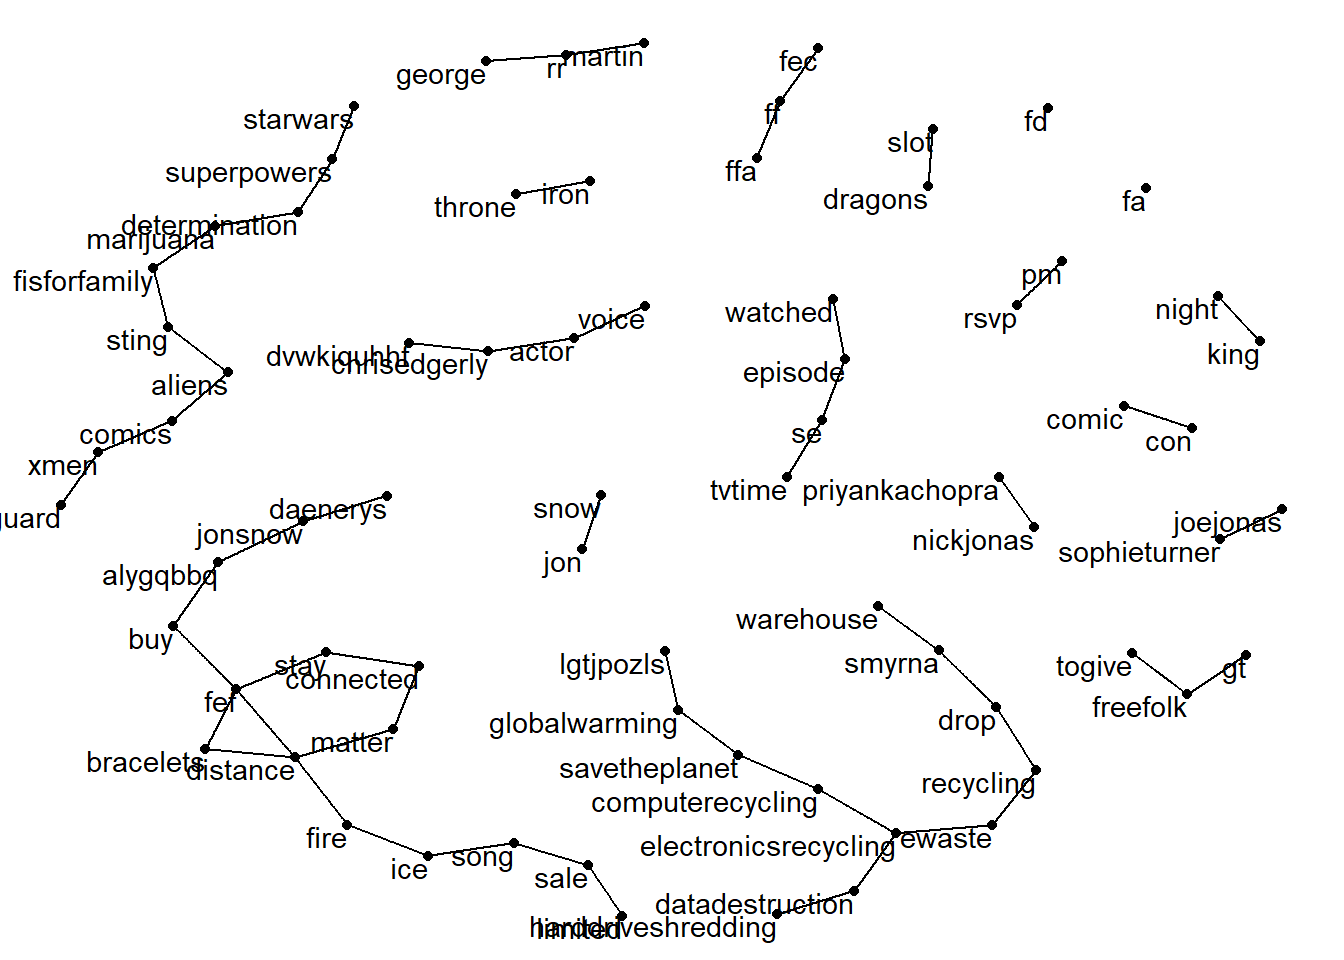 george
rr
martin
fec
starwars
ff
fd
slot
superpowers
ffa
dragons
throne
iron
fa
determination
marijuana
pm
fisforfamily
watched
rsvp
night
voice
sting
dvwkiquhbf
chrisedgerly
actor
king
aliens
episode
comics
se
comic
con
xmen
tvtime
priyankachopra
guard
daenerys
snow
joejonas
jonsnow
nickjonas
sophieturner
alygqbbq
jon
buy
warehouse
stay
connected
lgtjpozls
smyrna
togive
gt
fef
freefolk
globalwarming
drop
matter
bracelets
distance
savetheplanet
recycling
computerecycling
fire
electronicsrecycling
ewaste
ice
song
sale
datadestruction
limited
harddriveshredding